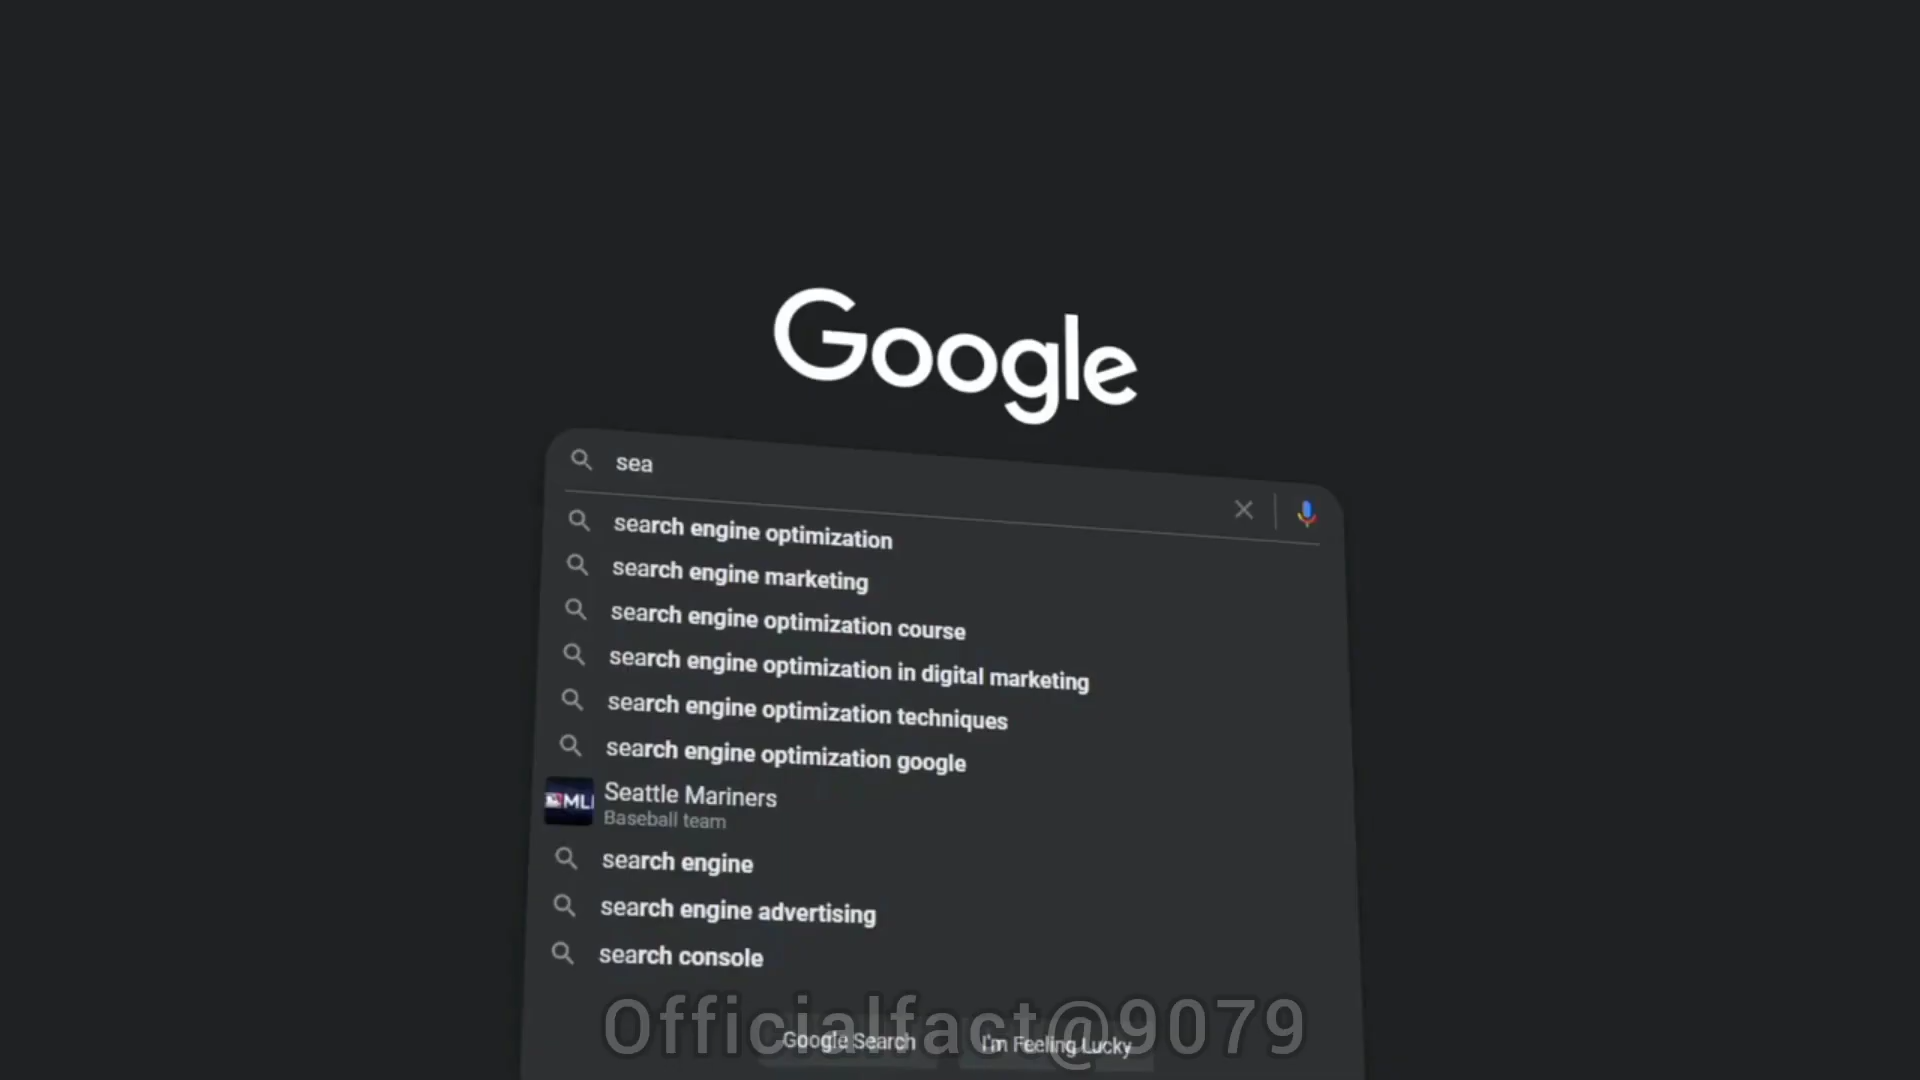 Google
sea
search engine optimization
search engine marketing
search engine optimization course
search engine optimization in digital marketing
search engine optimization techniques
search engine optimization google
MLB
Seattle Mariners
Baseball team
search engine
search engine advertising
search console
Google Search
I'm Feeling Lucky
Officialfact@9079